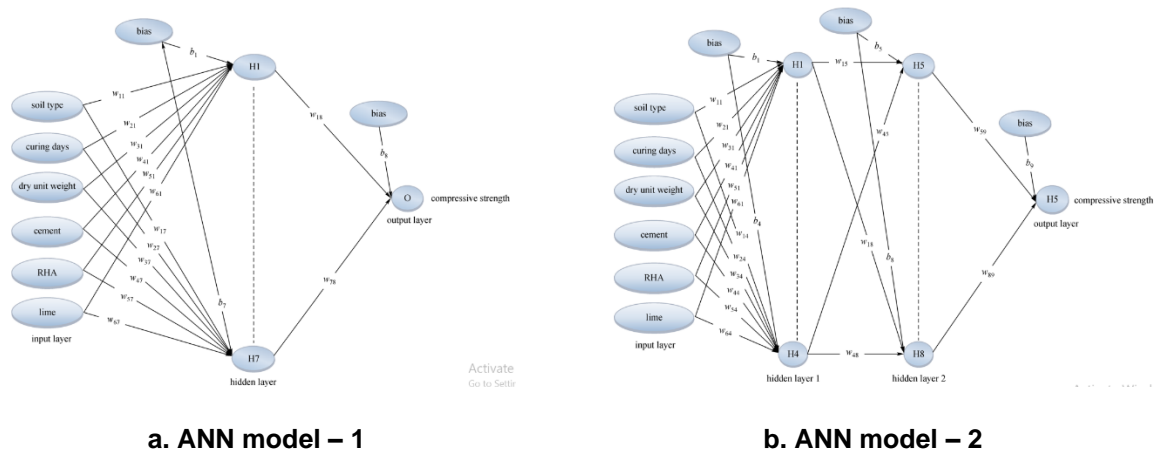 bias
b1
H1
w11
soil type
w21
curing days
w31
w41
dry unit weight
w51
w61
cement
w17
w27
w37
RHA
w47
w57
b7
lime
w67
input layer
H7
hidden layer
w18
bias
b8
O
compressive strength
output layer
w78
Activate
Go to Settin
a. ANN model – 1
bias
bias
b1
b5
H1
w15
H5
w11
soil type
w21
curing days
w31
w41
dry unit weight
w51
w61
cement
w14
b4
w24
w34
RHA
w44
w54
lime
w64
input layer
H4
w48
H8
hidden layer 1
hidden layer 2
w45
w18
b8
w59
bias
b9
H5
compressive strength
output layer
w89
b. ANN model – 2